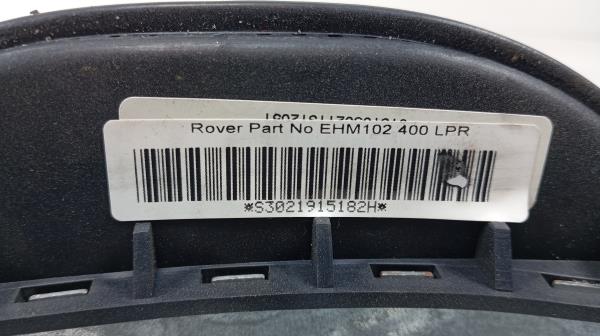 Rover Part No EHM102 400 LPR
*S3021915182H*